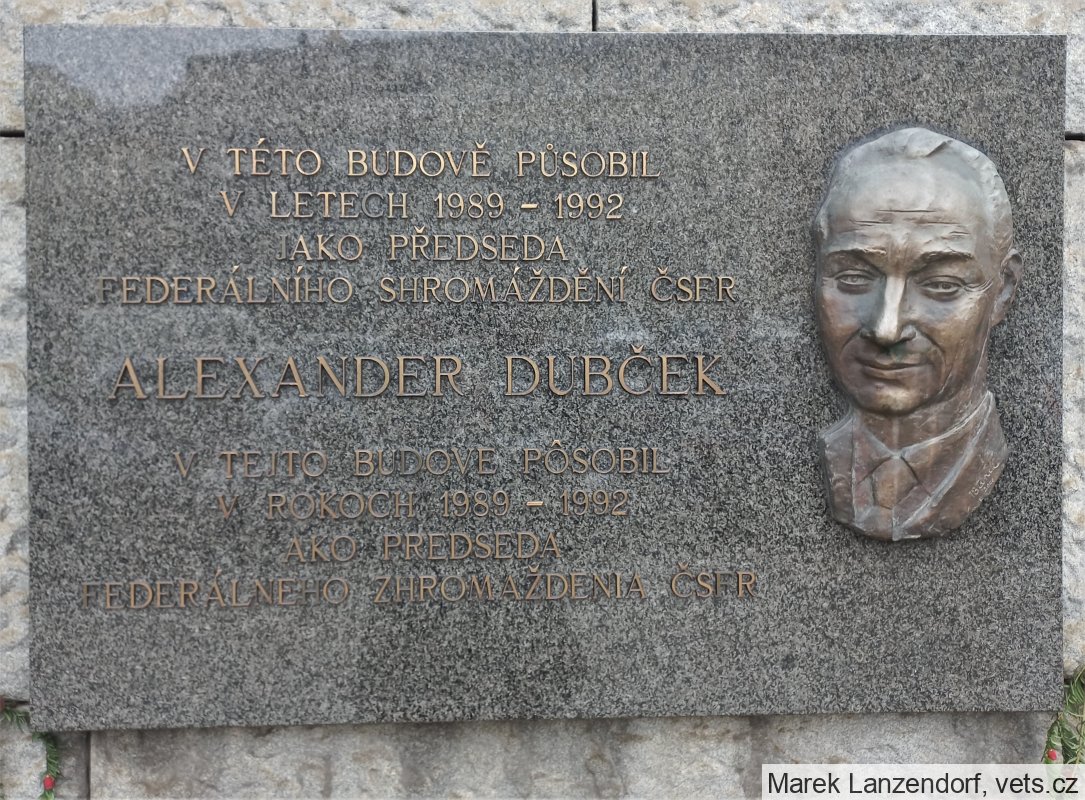 V TÉTO BUDOVĚ PŮSOBIL
V LETECH 1989 – 1992
JAKO PŘEDSEDA
FEDERÁLNÍHO SHROMÁŽDĚNÍ ČSFR
ALEXANDER DUBČEK
V TEJTO BUDOVE PÔSOBIL
V ROKOCH 1989 – 1992
AKO PREDSEDA
FEDERÁLNEHO ZHROMAŽDENIA ČSFR
Marek Lanzendorf, vets.cz